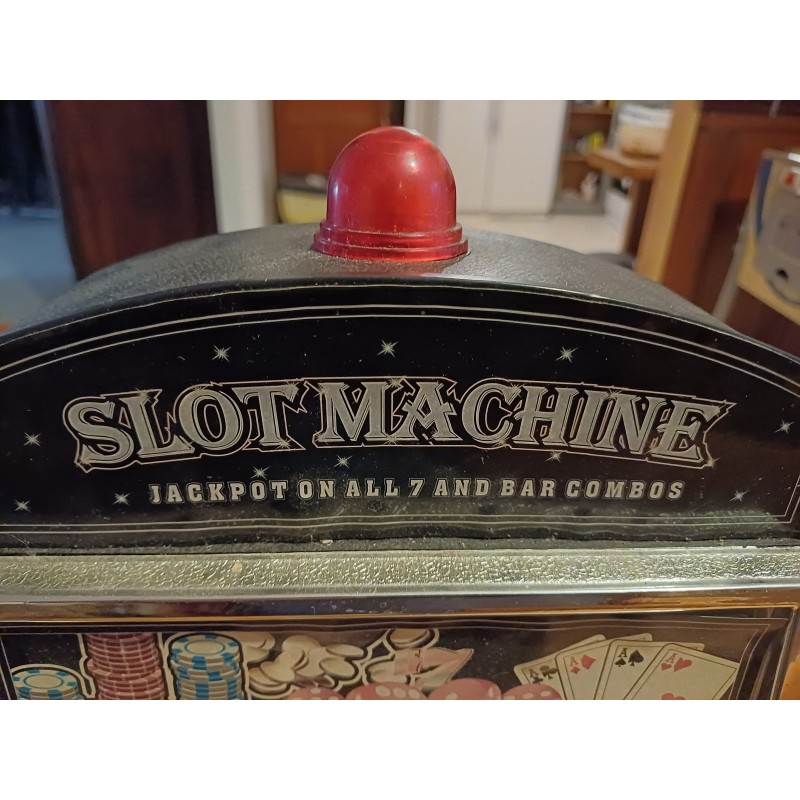 SLOT MACHINE
JACKPOT ON ALL 7 AND BAR COMBOS
A A A A